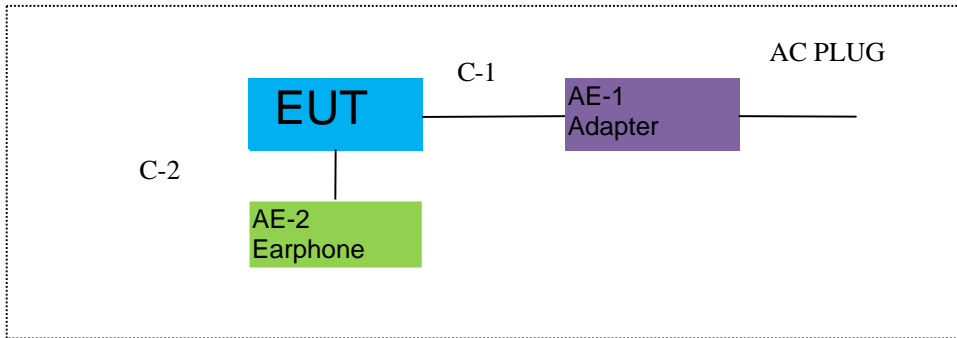 AC PLUG
C-1
EUT
AE-1
Adapter
C-2
AE-2
Earphone